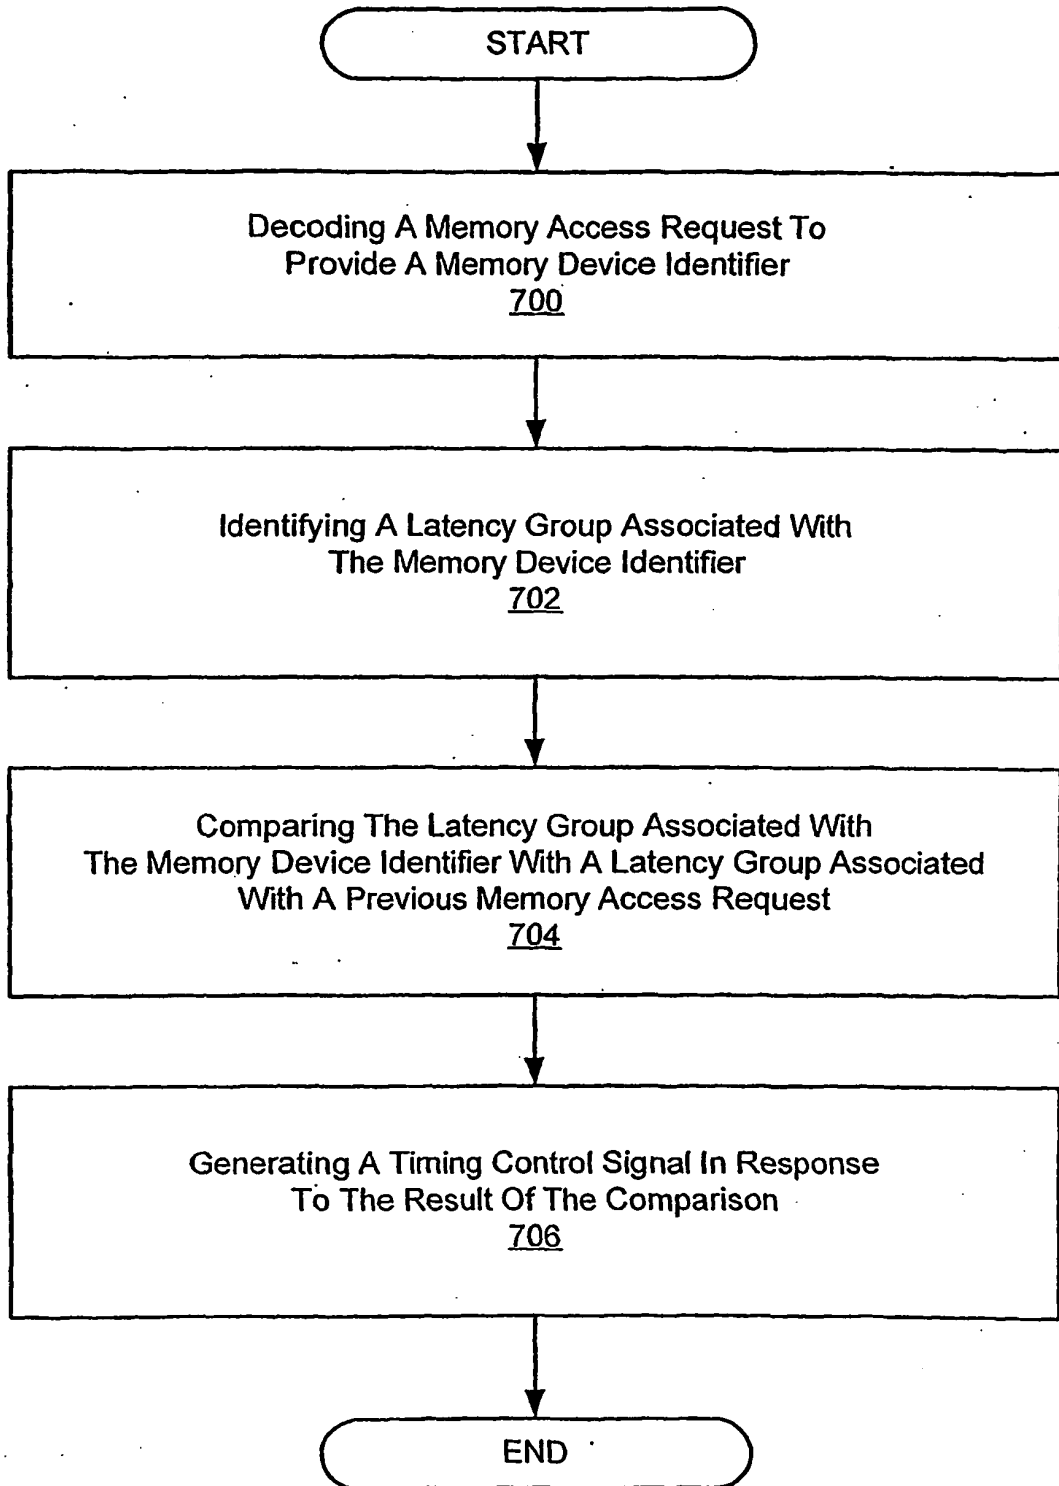 START
Decoding A Memory Access Request To
Provide A Memory Device Identifier
700
Identifying A Latency Group Associated With
The Memory Device Identifier
702
Comparing The Latency Group Associated With
The Memory Device Identifier With A Latency Group Associated
With A Previous Memory Access Request
704
Generating A Timing Control Signal In Response
To The Result Of The Comparison
706
END